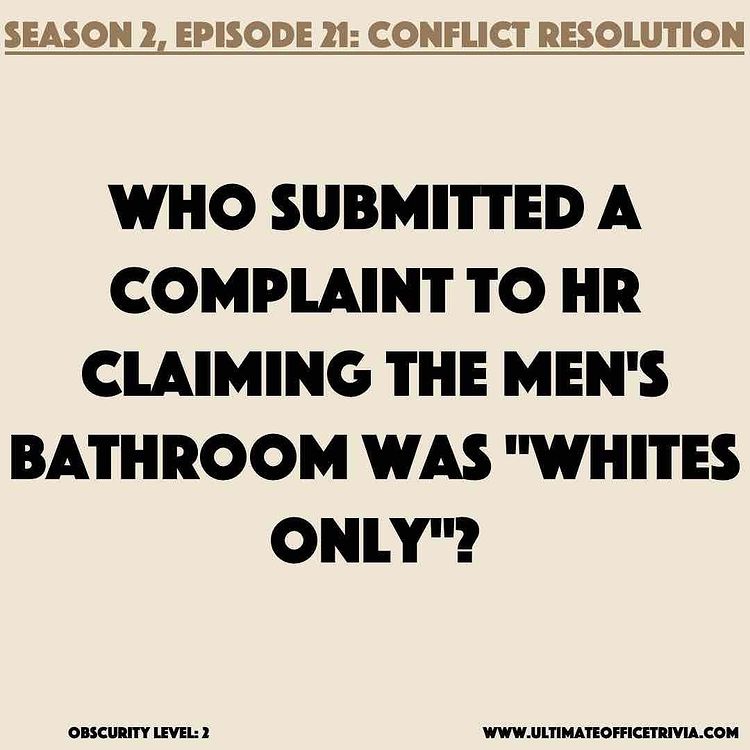 SEASON 2, EPISODE 21: CONFLICT RESOLUTION
WHO SUBMITTED A
COMPLAINT TO HR
CLAIMING THE MEN'S
BATHROOM WAS "WHITES
ONLY"?
OBSCURITY LEVEL: 2
WWW.ULTIMATEOFFICETRIVIA.COM